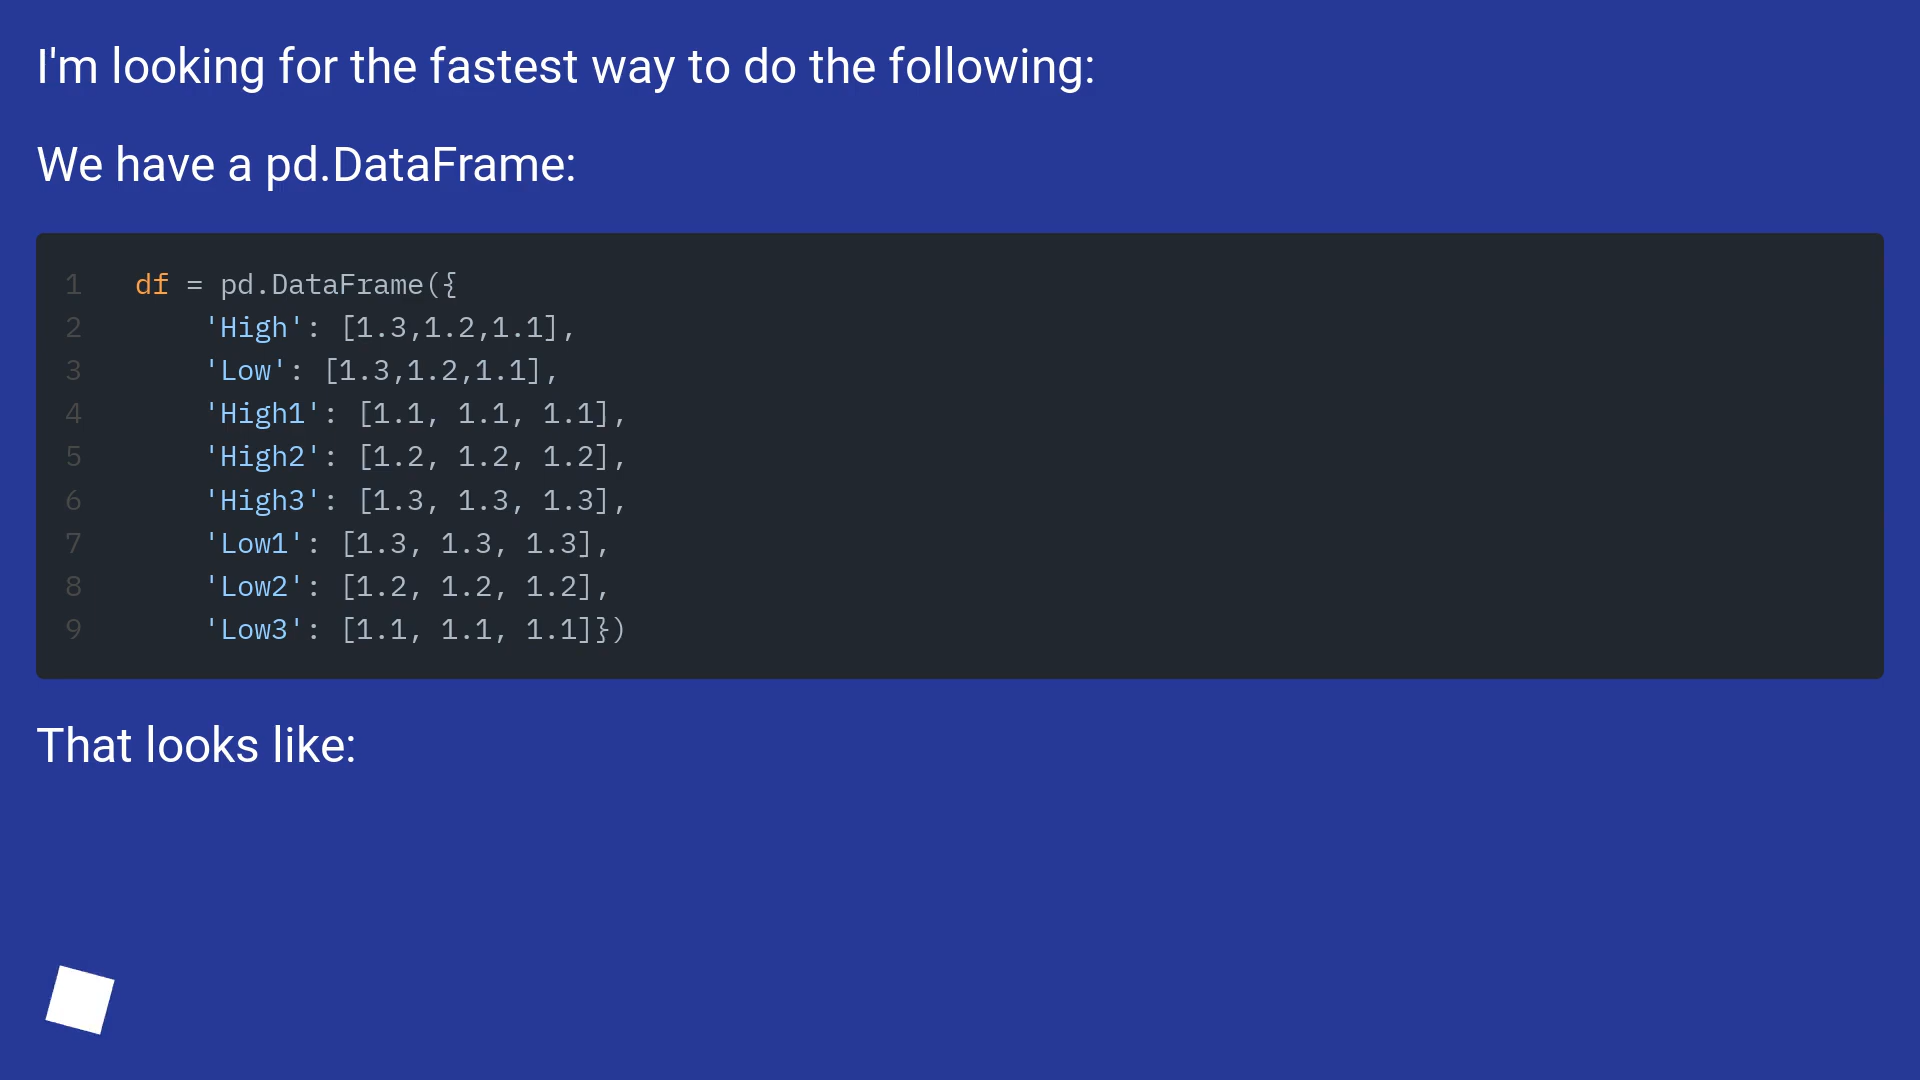 I'm looking for the fastest way to do the following:
We have a pd.DataFrame:
1 df = pd.DataFrame({
2 'High': [1.3,1.2,1.1],
3 'Low': [1.3,1.2,1.1],
4 'High1': [1.1, 1.1, 1.1],
5 'High2': [1.2, 1.2, 1.2],
6 'High3': [1.3, 1.3, 1.3],
7 'Low1': [1.3, 1.3, 1.3],
8 'Low2': [1.2, 1.2, 1.2],
9 'Low3': [1.1, 1.1, 1.1]})
That looks like: